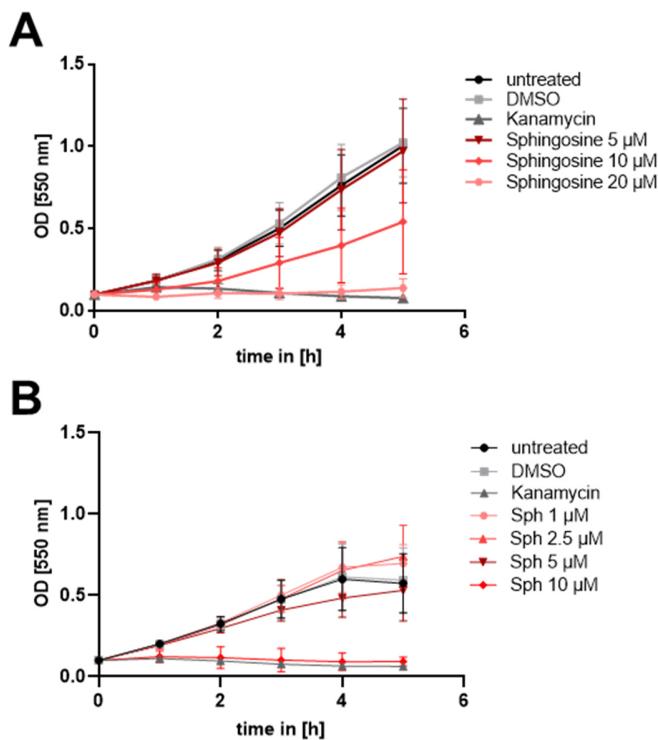 A
1.5
1.0
0.5
0.0
OD [550 nm]
0
2
4
6
time in [h]
untreated
DMSO
Kanamycin
Sphingosine 5 µM
Sphingosine 10 µM
Sphingosine 20 µM
B
1.5
1.0
0.5
0.0
OD [550 nm]
0
2
4
6
time in [h]
untreated
DMSO
Kanamycin
Sph 1 µM
Sph 2.5 µM
Sph 5 µM
Sph 10 µM